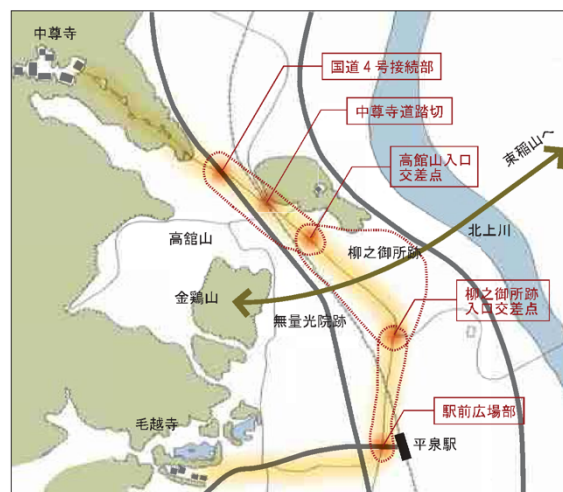 中尊寺
国道4号接続部
中尊寺道踏切
高館山入口
交差点
束稲山へ
北上川
高館山
柳之御所跡
金鶏山
無量光院跡
柳之御所跡
入口交差点
毛越寺
駅前広場部
平泉駅